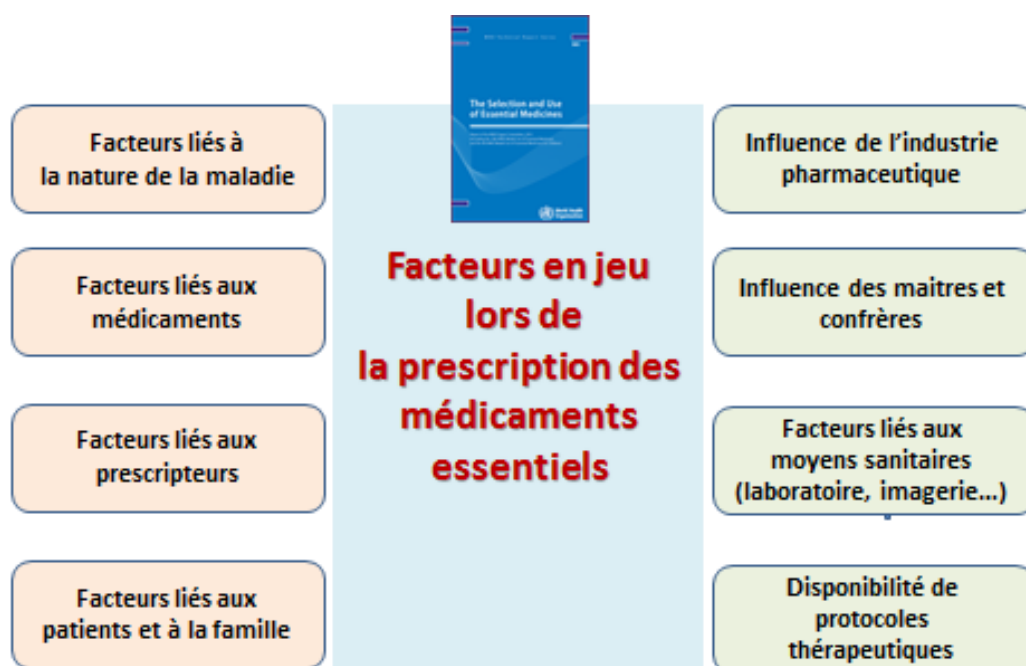 The Selection and Use
of Essential Medicines
World Health
Organization
Facteurs liés à
la nature de la maladie
Facteurs liés aux
médicaments
Facteurs liés aux
prescripteurs
Facteurs liés aux
patients et à la famille
Facteurs en jeu
lors de
la prescription des
médicaments
essentiels
Influence de l'industrie
pharmaceutique
Influence des maitres et
confrères
Facteurs liés aux
moyens sanitaires
(laboratoire, imagerie...)
Disponibilité de
protocoles
thérapeutiques